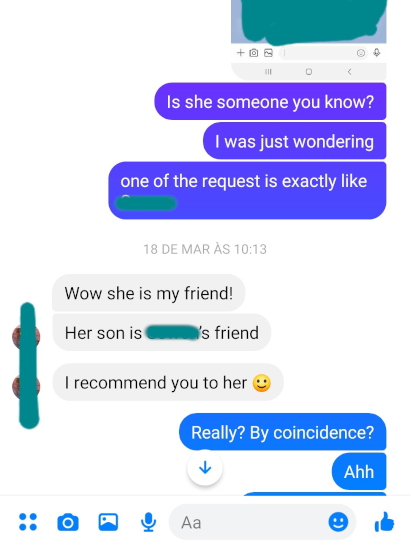 Is she someone you know?
I was just wondering
one of the request is exactly like
18 DE MAR ÀS 10:13
Wow she is my friend!
Her son is 's friend
I recommend you to her 🙂
Really? By coincidence?
Ahh
Aa